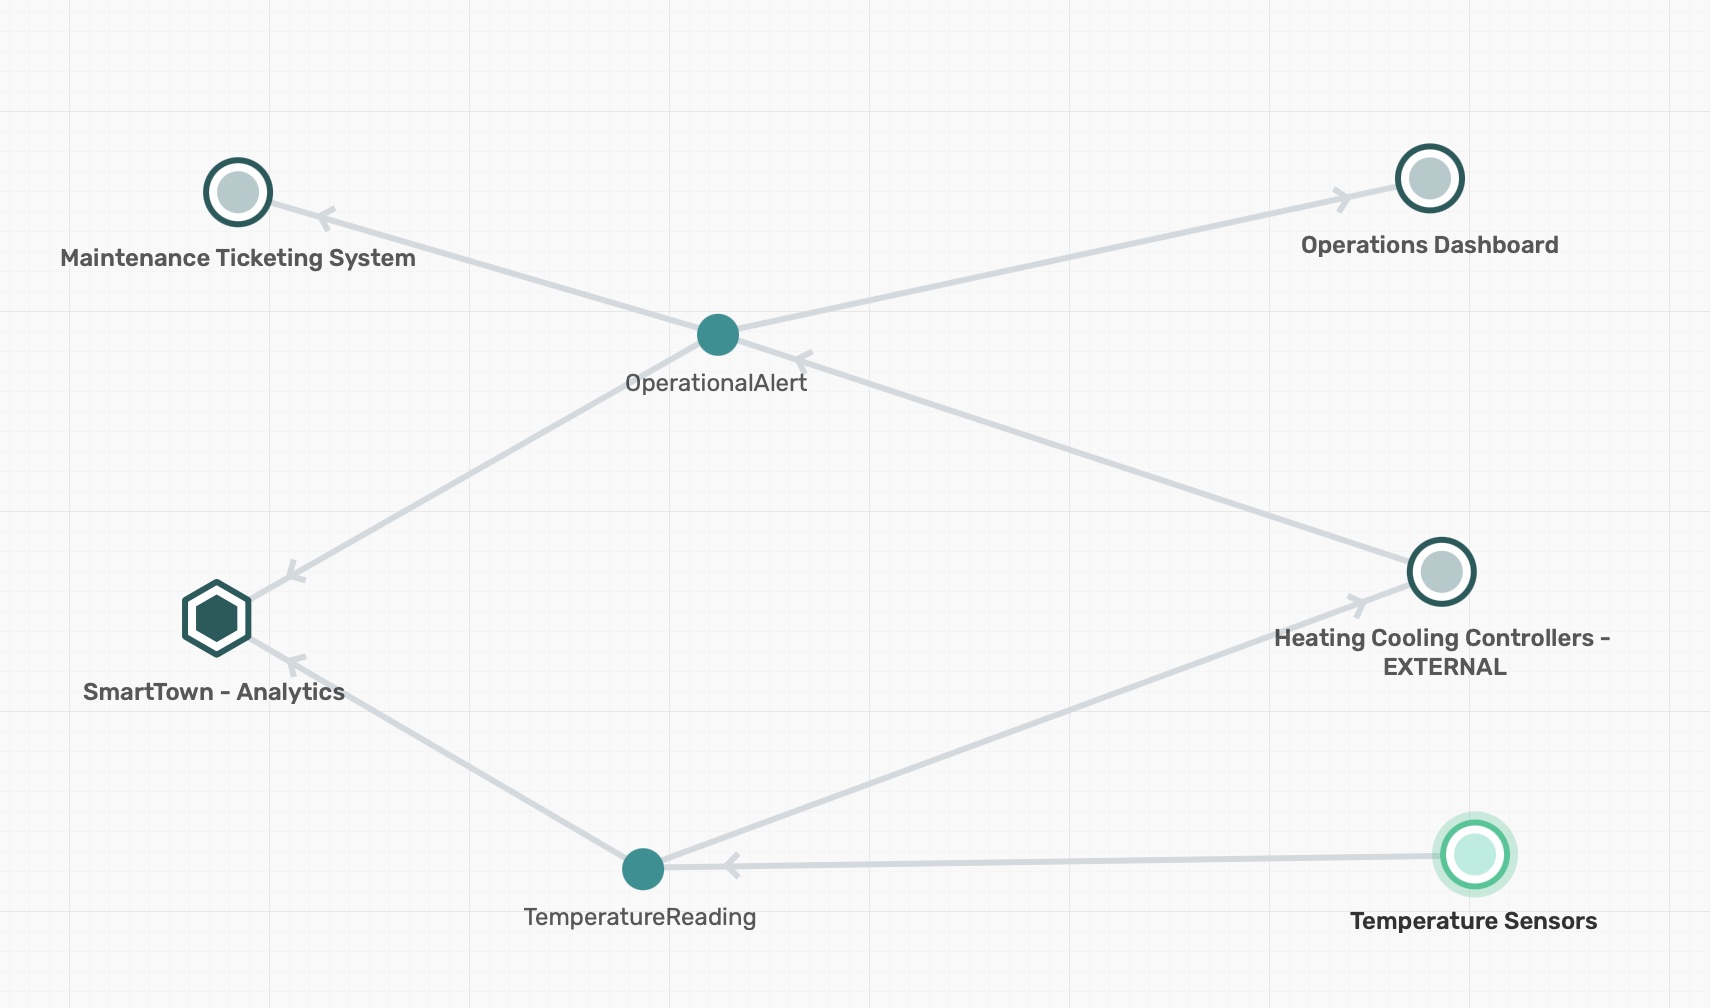 Maintenance Ticketing System
Operations Dashboard
OperationalAlert
Heating Cooling Controllers -
EXTERNAL
SmartTown - Analytics
TemperatureReading
Temperature Sensors